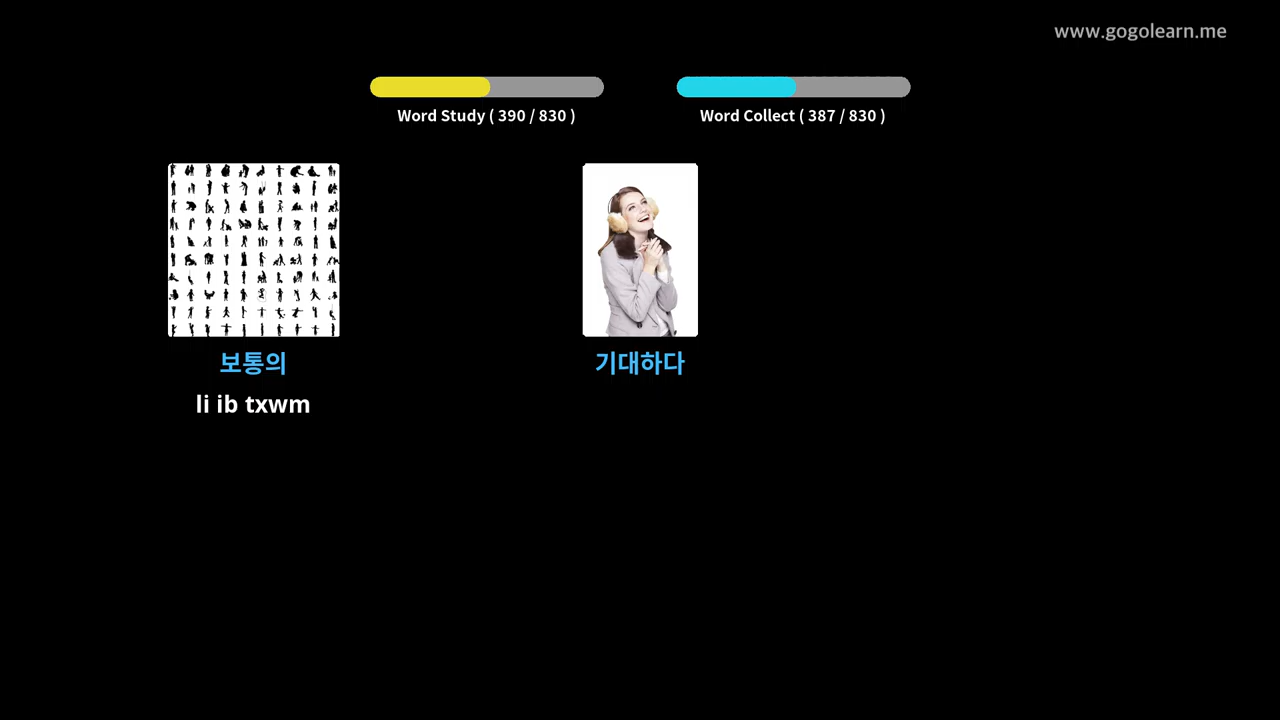 www.gogolearn.me
Word Study ( 390 / 830 )
Word Collect ( 387 / 830 )
보통의
li ib txwm
기대하다